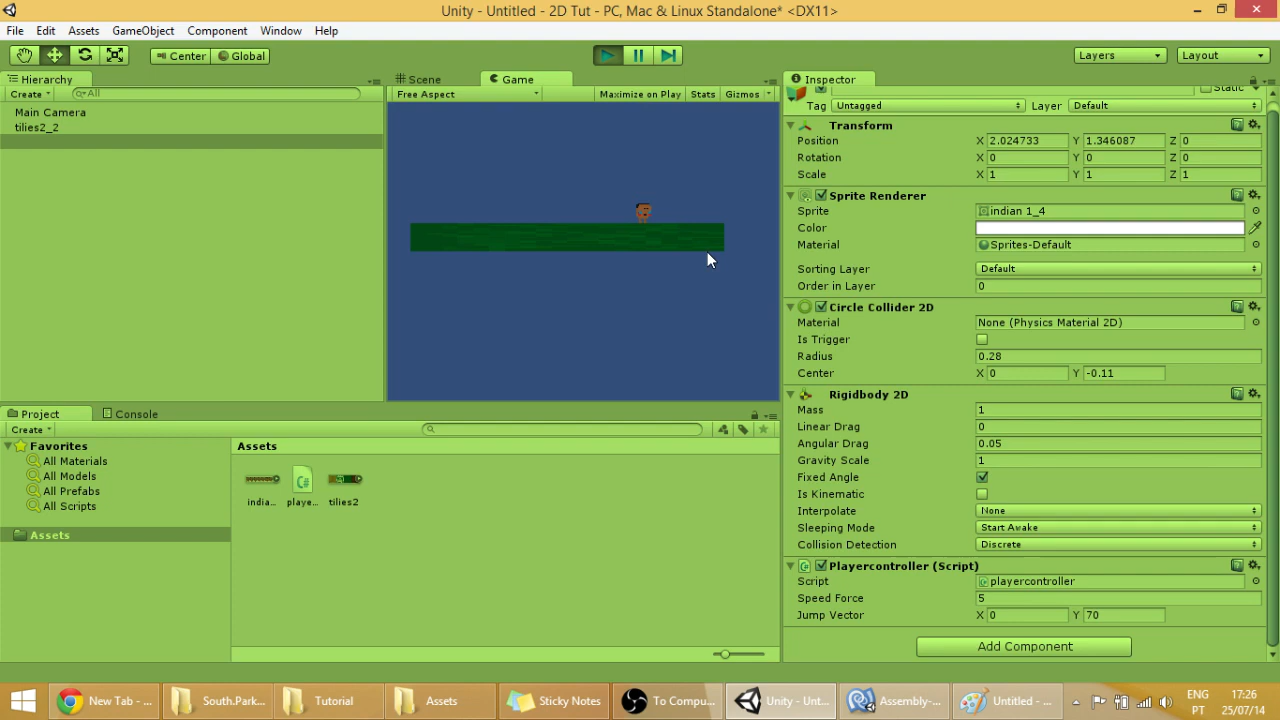 Unity - Untitled - 2D Tut - PC, Mac & Linux Standalone* <DX11>
File Edit Assets GameObject Component Window Help
Center Global Layers Layout
Hierarchy
Create All
Main Camera
tilies2_2
Scene Game
Free Aspect Maximize on Play Stats Gizmos
Inspector
Static
Tag Untagged Layer Default
Transform
Position X 2.024733 Y 1.346087 Z 0
Rotation X 0 Y 0 Z 0
Scale X 1 Y 1 Z 1
Sprite Renderer
Sprite indian 1_4
Color
Material Sprites-Default
Sorting Layer Default
Order in Layer 0
Circle Collider 2D
Material None (Physics Material 2D)
Is Trigger
Radius 0.28
Center X 0 Y -0.11
Rigidbody 2D
Mass 1
Linear Drag 0
Angular Drag 0.05
Gravity Scale 1
Fixed Angle
Is Kinematic
Interpolate None
Sleeping Mode Start Awake
Collision Detection Discrete
Playercontroller (Script)
Script playercontroller
Speed Force 5
Jump Vector X 0 Y 70
Add Component
Project Console
Create
Favorites
All Materials
All Models
All Prefabs
All Scripts
Assets
Assets
C#
india... playe... tilies2
New Tab - ... South.Park... Tutorial Assets Sticky Notes To Compu... Unity - Unt... Assembly-... Untitled - ...
ENG
PT
17:26
25/07/14